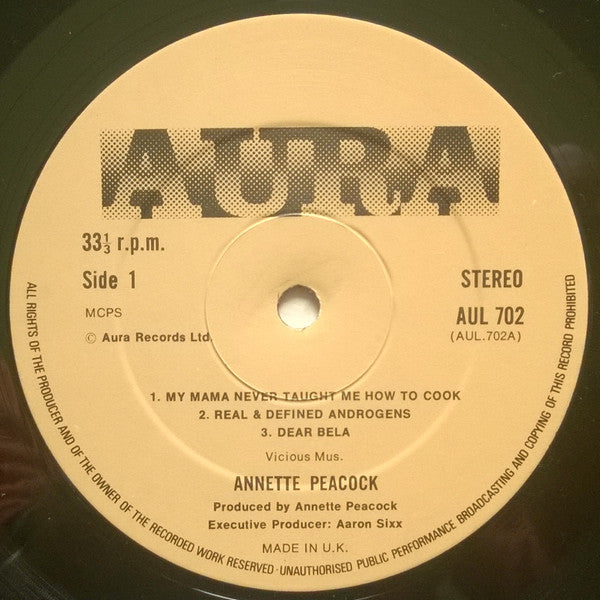 AURA
33⅓ r.p.m.
Side 1
STEREO
MCPS
AUL 702
(AUL.702A)
© Aura Records Ltd.
1. MY MAMA NEVER TAUGHT ME HOW TO COOK
2. REAL & DEFINED ANDROGENS
3. DEAR BELA
Vicious Mus.
ANNETTE PEACOCK
Produced by Annette Peacock
Executive Producer: Aaron Sixx
MADE IN U.K.
ALL RIGHTS OF THE PRODUCER AND OF THE OWNER OF THE RECORDED WORK RESERVED · UNAUTHORISED PUBLIC PERFORMANCE BROADCASTING AND COPYING OF THIS RECORD PROHIBITED